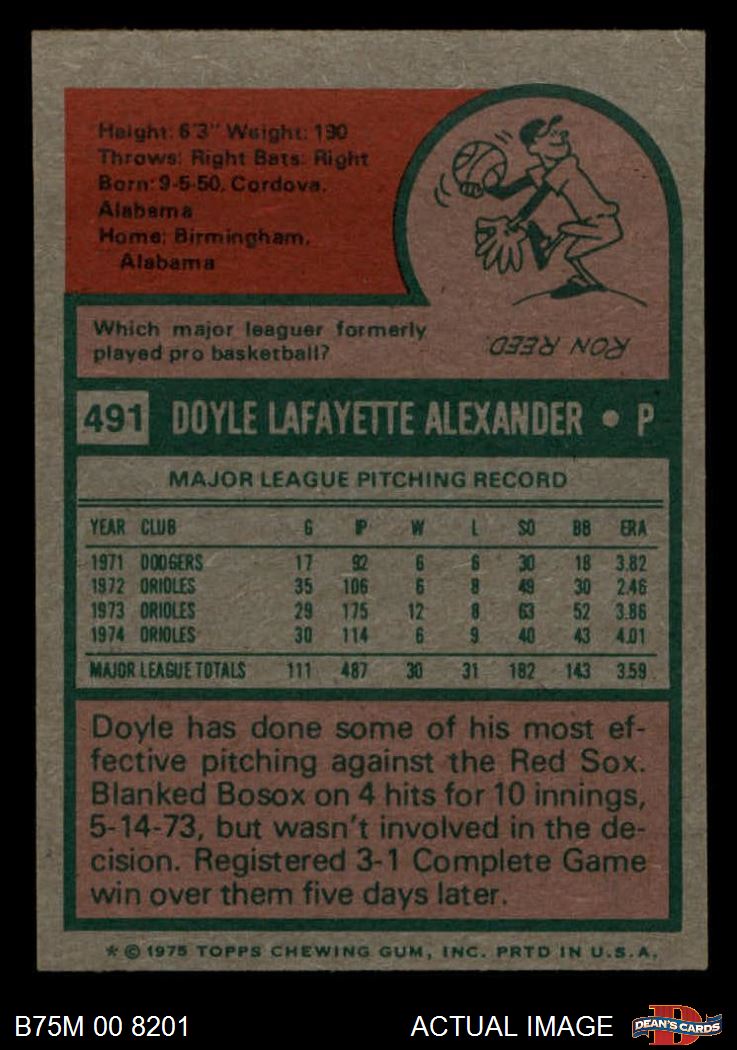 Height: 6'3" Weight: 190
Throws: Right Bats: Right
Born: 9-5-50, Cordova,
Alabama
Home: Birmingham,
Alabama
Which major leaguer formerly
played pro basketball?
RON REED.
491 DOYLE LAFAYETTE ALEXANDER • P
MAJOR LEAGUE PITCHING RECORD
YEAR CLUB G IP W L SO BB ERA
1971 DODGERS 17 92 6 6 30 18 3.82
1972 ORIOLES 35 106 6 8 49 30 2.46
1973 ORIOLES 29 175 12 8 63 52 3.86
1974 ORIOLES 30 114 6 9 40 43 4.01
MAJOR LEAGUE TOTALS 111 487 30 31 182 143 3.59
Doyle has done some of his most ef-
fective pitching against the Red Sox.
Blanked Bosox on 4 hits for 10 innings,
5-14-73, but wasn't involved in the de-
cision. Registered 3-1 Complete Game
win over them five days later.
* © 1975 TOPPS CHEWING GUM, INC. PRTD IN U.S.A.
B75M 00 8201 ACTUAL IMAGE DEAN'S CARDS